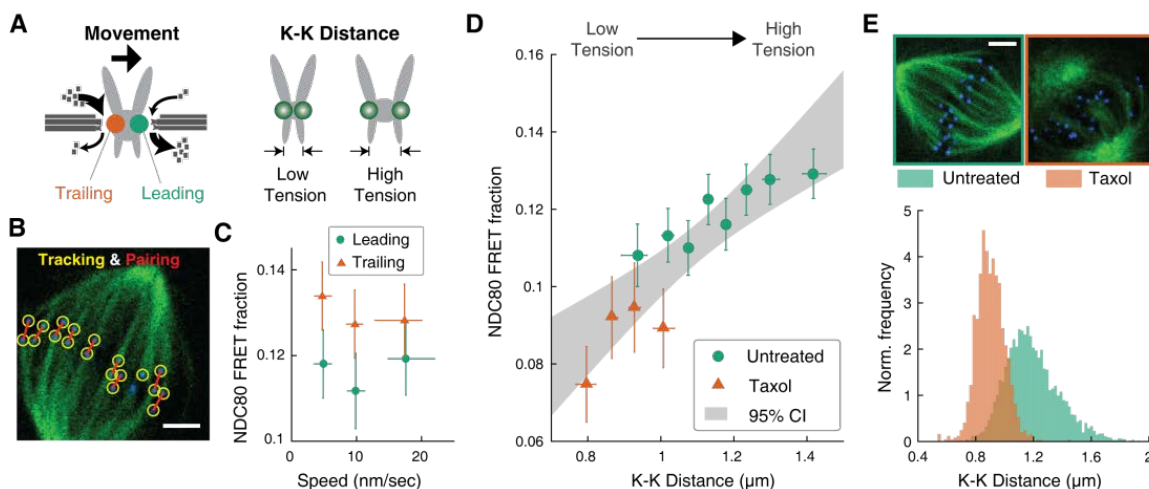 A
Movement
K-K Distance
Trailing
Leading
Low
Tension
High
Tension
B
Tracking & Pairing
C
Leading
Trailing
NDC80 FRET fraction
0.14
0.12
0.1
0
10
20
Speed (nm/sec)
D
Low
Tension
High
Tension
NDC80 FRET fraction
0.16
0.14
0.12
0.1
0.08
0.06
Untreated
Taxol
95% CI
0.8
1
1.2
1.4
K-K Distance (µm)
E
Untreated
Taxol
Norm. frequency
5
4
3
2
1
0
0.4
0.8
1.2
1.6
2
K-K Distance (µm)